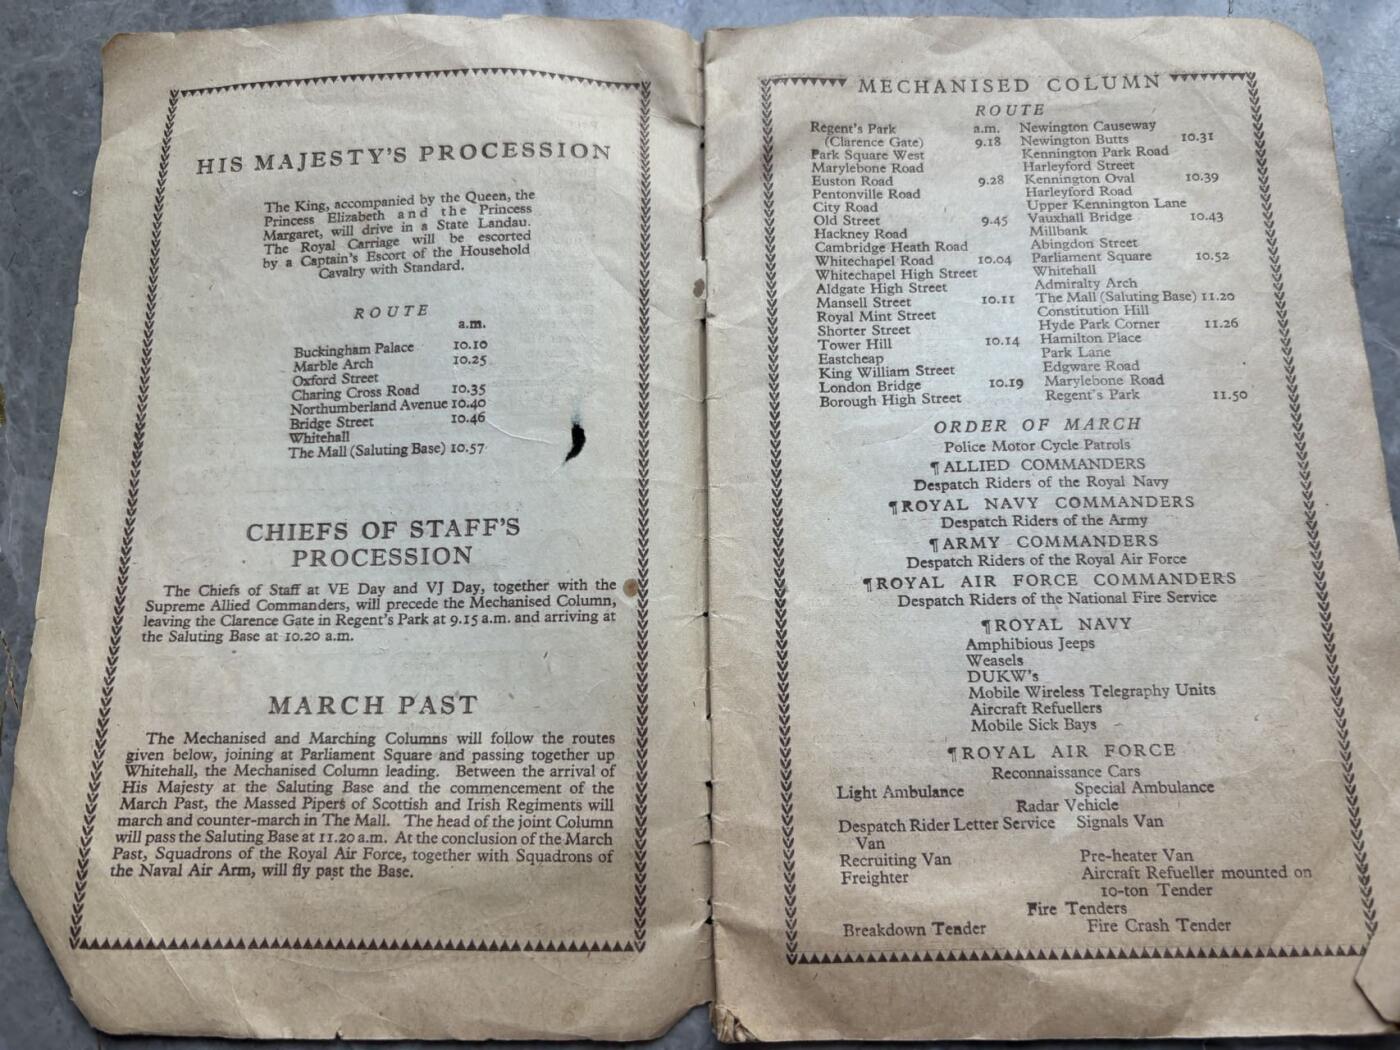 HIS MAJESTY'S PROCESSION
The King, accompanied by the Queen, the
Princess Elizabeth and the Princess
Margaret, will drive in a State Landau.
The Royal Carriage will be escorted
by a Captain's Escort of the Household
Cavalry with Standard.
ROUTE
a.m.
Buckingham Palace 10.10
Marble Arch 10.25
Oxford Street
Charing Cross Road 10.35
Northumberland Avenue 10.40
Bridge Street 10.46
Whitehall
The Mall (Saluting Base) 10.57
CHIEFS OF STAFF'S
PROCESSION
The Chiefs of Staff at VE Day and VJ Day, together with the
Supreme Allied Commanders, will precede the Mechanised Column,
leaving the Clarence Gate in Regent's Park at 9.15 a.m. and arriving at
the Saluting Base at 10.20 a.m.
MARCH PAST
The Mechanised and Marching Columns will follow the routes
given below, joining at Parliament Square and passing together up
Whitehall, the Mechanised Column leading. Between the arrival of
His Majesty at the Saluting Base and the commencement of the
March Past, the Massed Pipers of Scottish and Irish Regiments will
march and counter-march in The Mall. The head of the joint Column
will pass the Saluting Base at 11.20 a.m. At the conclusion of the March
Past, Squadrons of the Royal Air Force, together with Squadrons of
the Naval Air Arm, will fly past the Base.
MECHANISED COLUMN
ROUTE
Regent's Park a.m.
(Clarence Gate) 9.18
Park Square West
Marylebone Road
Euston Road 9.28
Pentonville Road
City Road
Old Street 9.45
Hackney Road
Cambridge Heath Road
Whitechapel Road 10.04
Whitechapel High Street
Aldgate High Street
Mansell Street 10.11
Royal Mint Street
Shorter Street
Tower Hill 10.14
Eastcheap
King William Street
London Bridge 10.19
Borough High Street
Newington Causeway
Newington Butts 10.31
Kennington Park Road
Harleyford Street
Kennington Oval 10.39
Harleyford Road
Upper Kennington Lane
Vauxhall Bridge 10.43
Millbank
Abingdon Street
Parliament Square 10.52
Whitehall
Admiralty Arch
The Mall (Saluting Base) 11.20
Constitution Hill
Hyde Park Corner 11.26
Hamilton Place
Park Lane
Edgware Road
Marylebone Road
Regent's Park 11.50
ORDER OF MARCH
Police Motor Cycle Patrols
¶ALLIED COMMANDERS
Despatch Riders of the Royal Navy
¶ROYAL NAVY COMMANDERS
Despatch Riders of the Army
¶ARMY COMMANDERS
Despatch Riders of the Royal Air Force
¶ROYAL AIR FORCE COMMANDERS
Despatch Riders of the National Fire Service
¶ROYAL NAVY
Amphibious Jeeps
Weasels
DUKW's
Mobile Wireless Telegraphy Units
Aircraft Refuellers
Mobile Sick Bays
¶ROYAL AIR FORCE
Reconnaissance Cars
Light Ambulance Special Ambulance
Radar Vehicle
Despatch Rider Letter Service Signals Van
Van
Recruiting Van Pre-heater Van
Freighter Aircraft Refueller mounted on
10-ton Tender
Fire Tenders
Breakdown Tender Fire Crash Tender